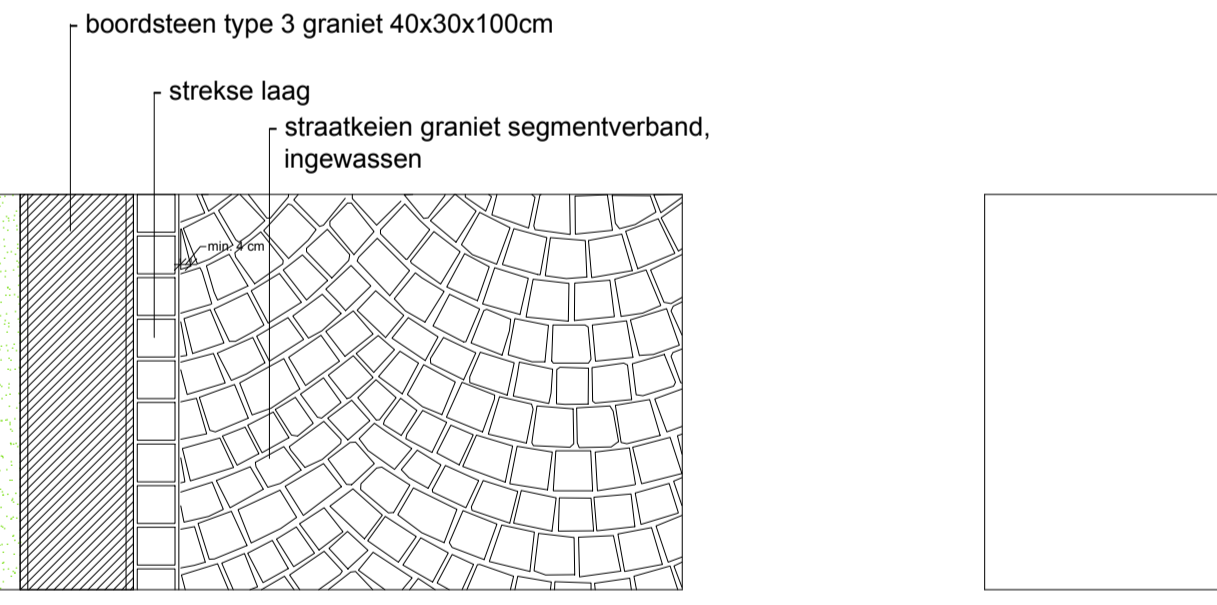 boordsteen type 3 graniet 40x30x100cm
strekse laag
straatkeien graniet segmentverband,
ingewassen
min. 4 cm